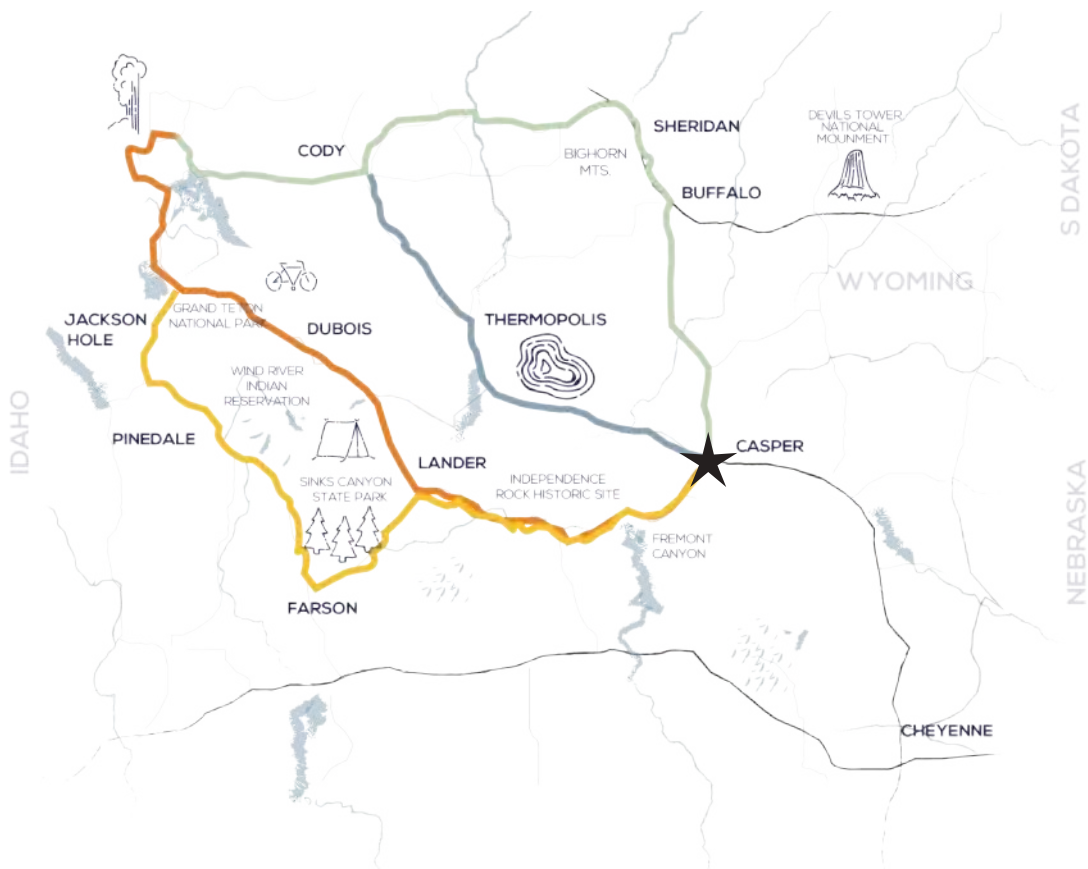 SHERIDAN
DEVILS TOWER
NATIONAL
MOUNMENT
S DAKOTA
CODY
BIGHORN
MTS.
BUFFALO
WYOMING
GRAND TETON
NATIONAL PARK
JACKSON
HOLE
DUBOIS
THERMOPOLIS
WIND RIVER
INDIAN
RESERVATION
IDAHO
PINEDALE
LANDER
CASPER
SINKS CANYON
STATE PARK
INDEPENDENCE
ROCK HISTORIC SITE
FREMONT
CANYON
NEBRASKA
FARSON
CHEYENNE